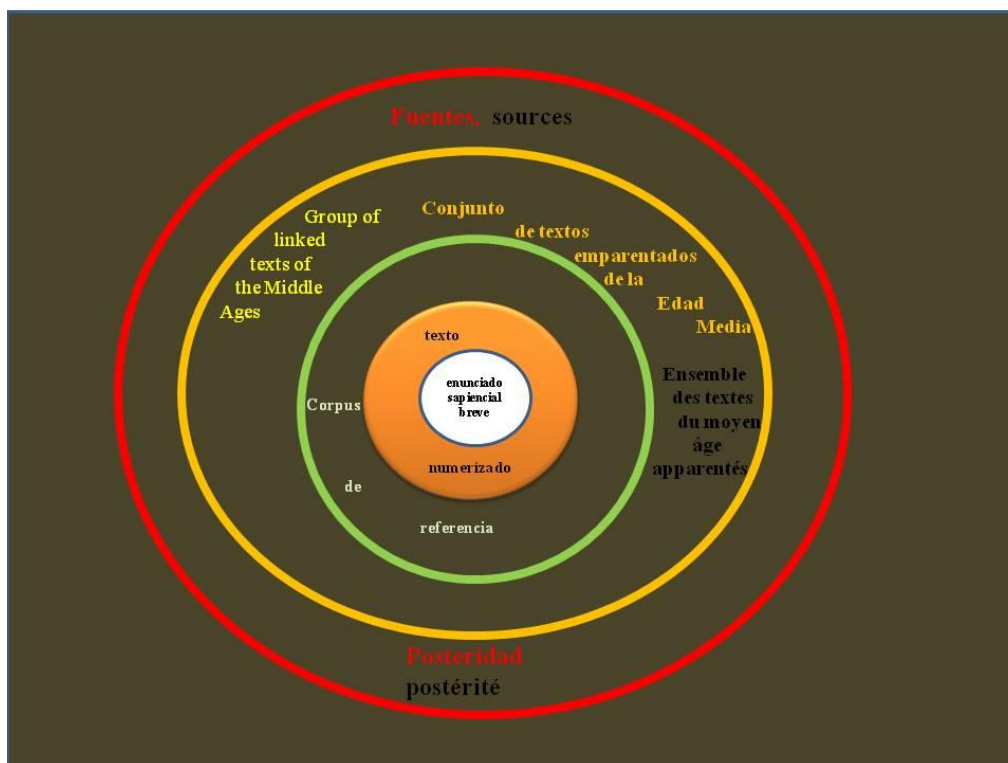 Fuentes, sources
Group of
linked
texts of
the Middle
Ages
Conjunto
de textos
emparentados
de la
Edad
Media
Ensemble
des textes
du moyen
âge
apparentés
Corpus
de
referencia
texto
enunciado
sapiencial
breve
numerizado
Posteridad
postérité